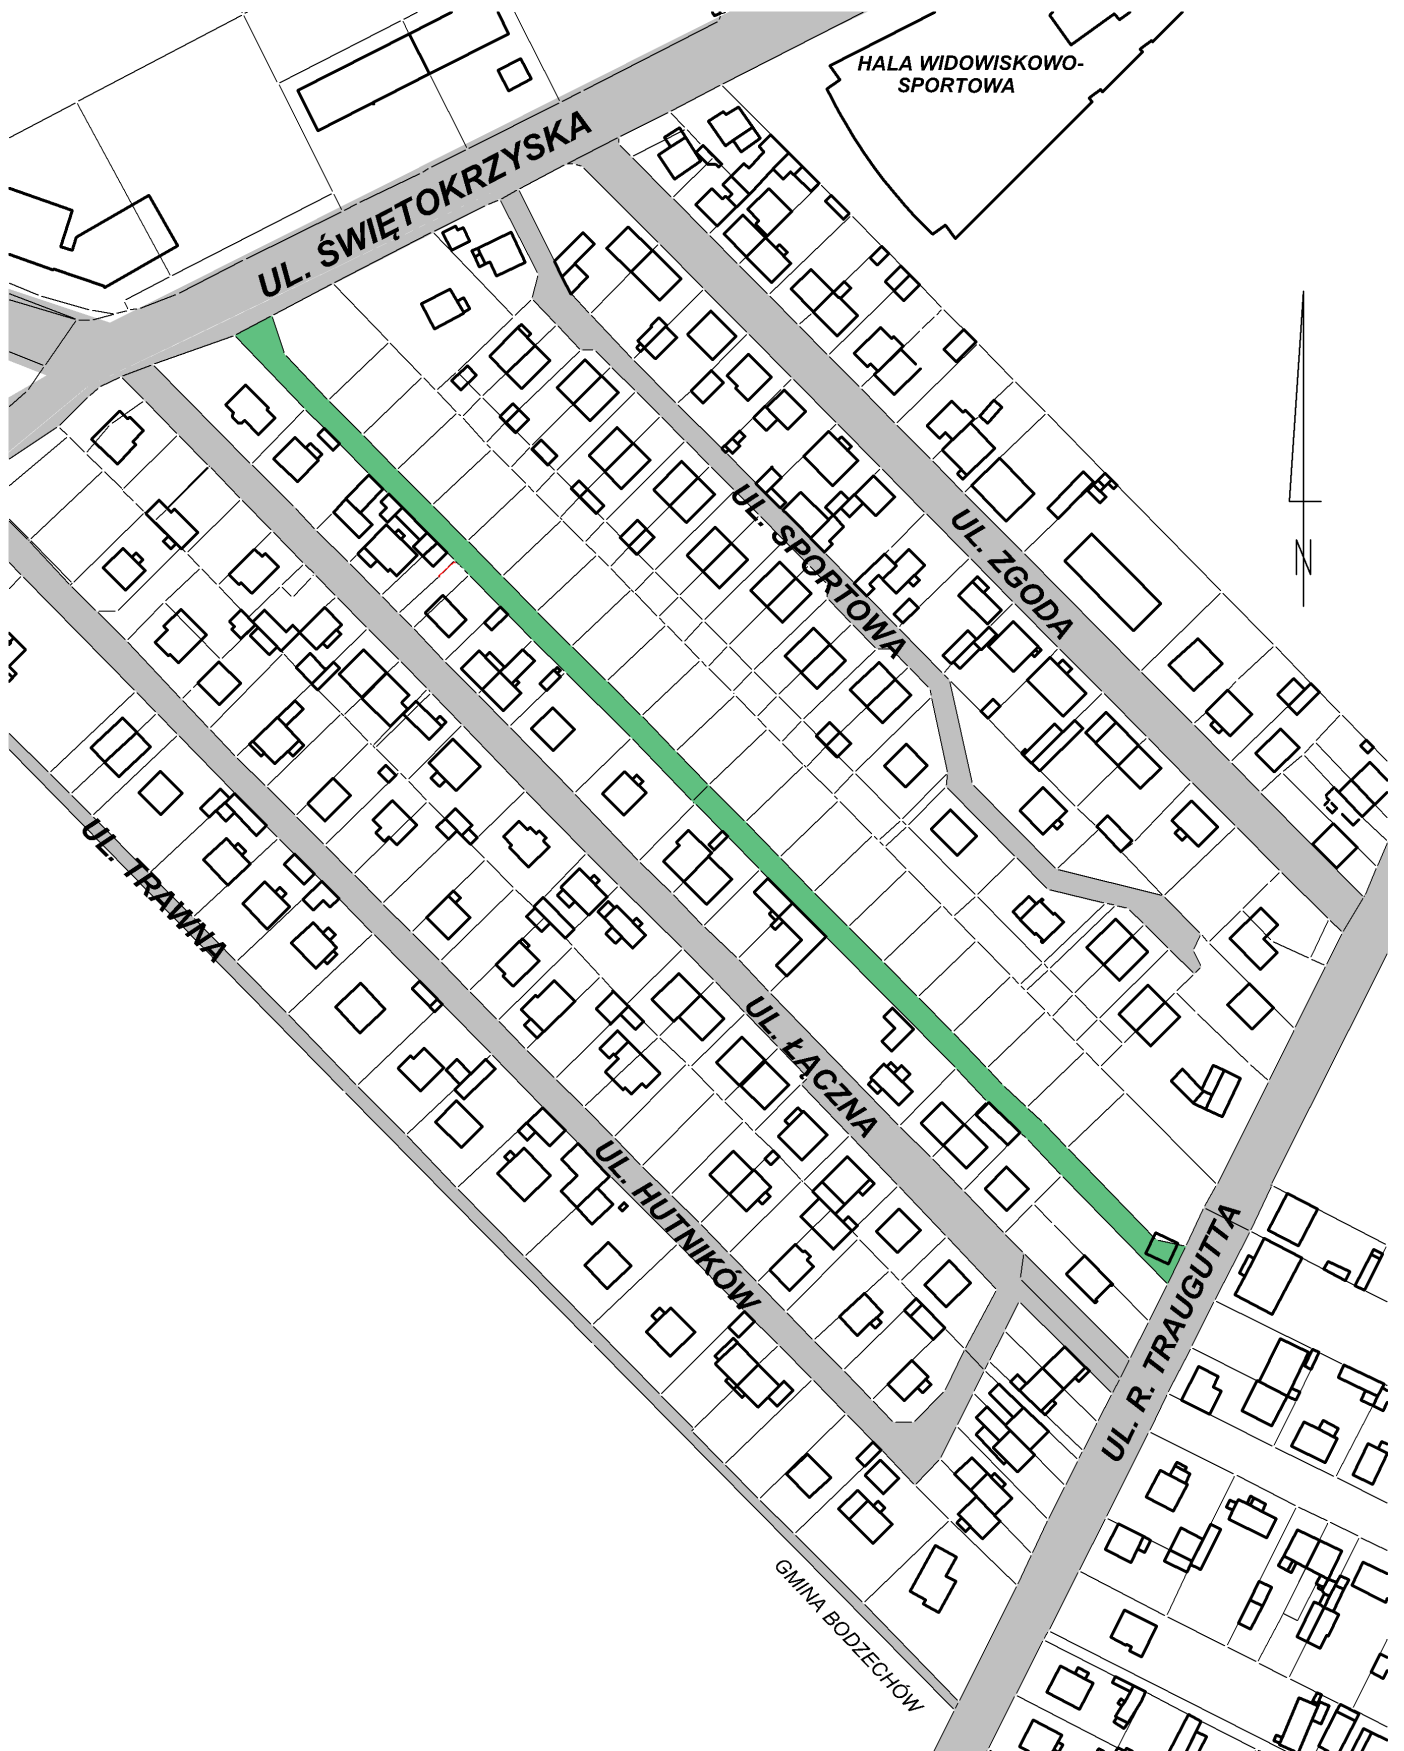 HALA WIDOWISKOWO-
SPORTOWA
UL. ŚWIĘTOKRZYSKA
UL. SPORTOWA
UL. ZGODA
N
UL. TRAWNA
UL. ŁĄCZNA
UL. HUTNIKÓW
UL. R. TRAUGUTTA
GMINA BODZECHÓW